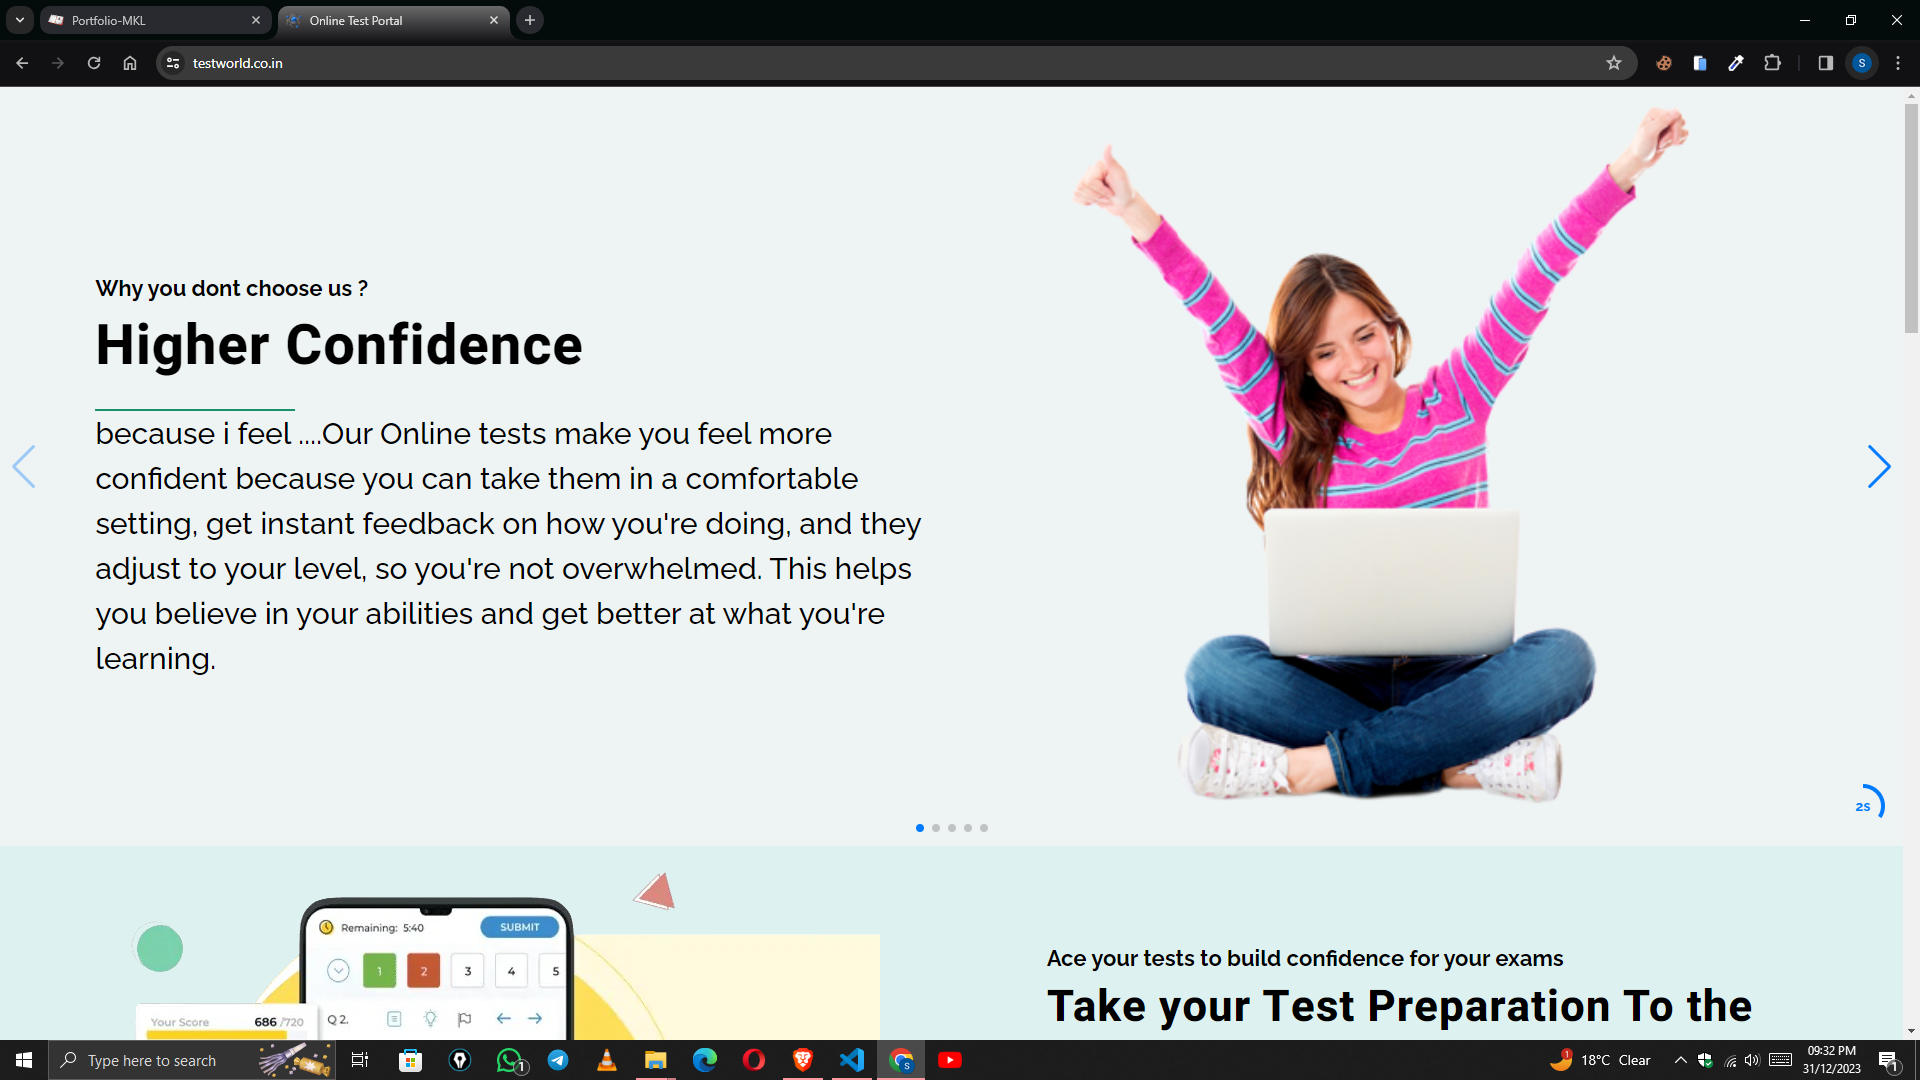 Portfolio-MKL
Online Test Portal
testworld.co.in
S
Why you dont choose us ?
Higher Confidence
because i feel ....Our Online tests make you feel more
confident because you can take them in a comfortable
setting, get instant feedback on how you're doing, and they
adjust to your level, so you're not overwhelmed. This helps
you believe in your abilities and get better at what you're
learning.
2s
Remaining: 5:40
SUBMIT
1
2
3
4
5
Your Score 686 /720
Q 2.
Ace your tests to build confidence for your exams
Take your Test Preparation To the
Type here to search
1
S
1
18°C Clear
09:32 PM
31/12/2023
1